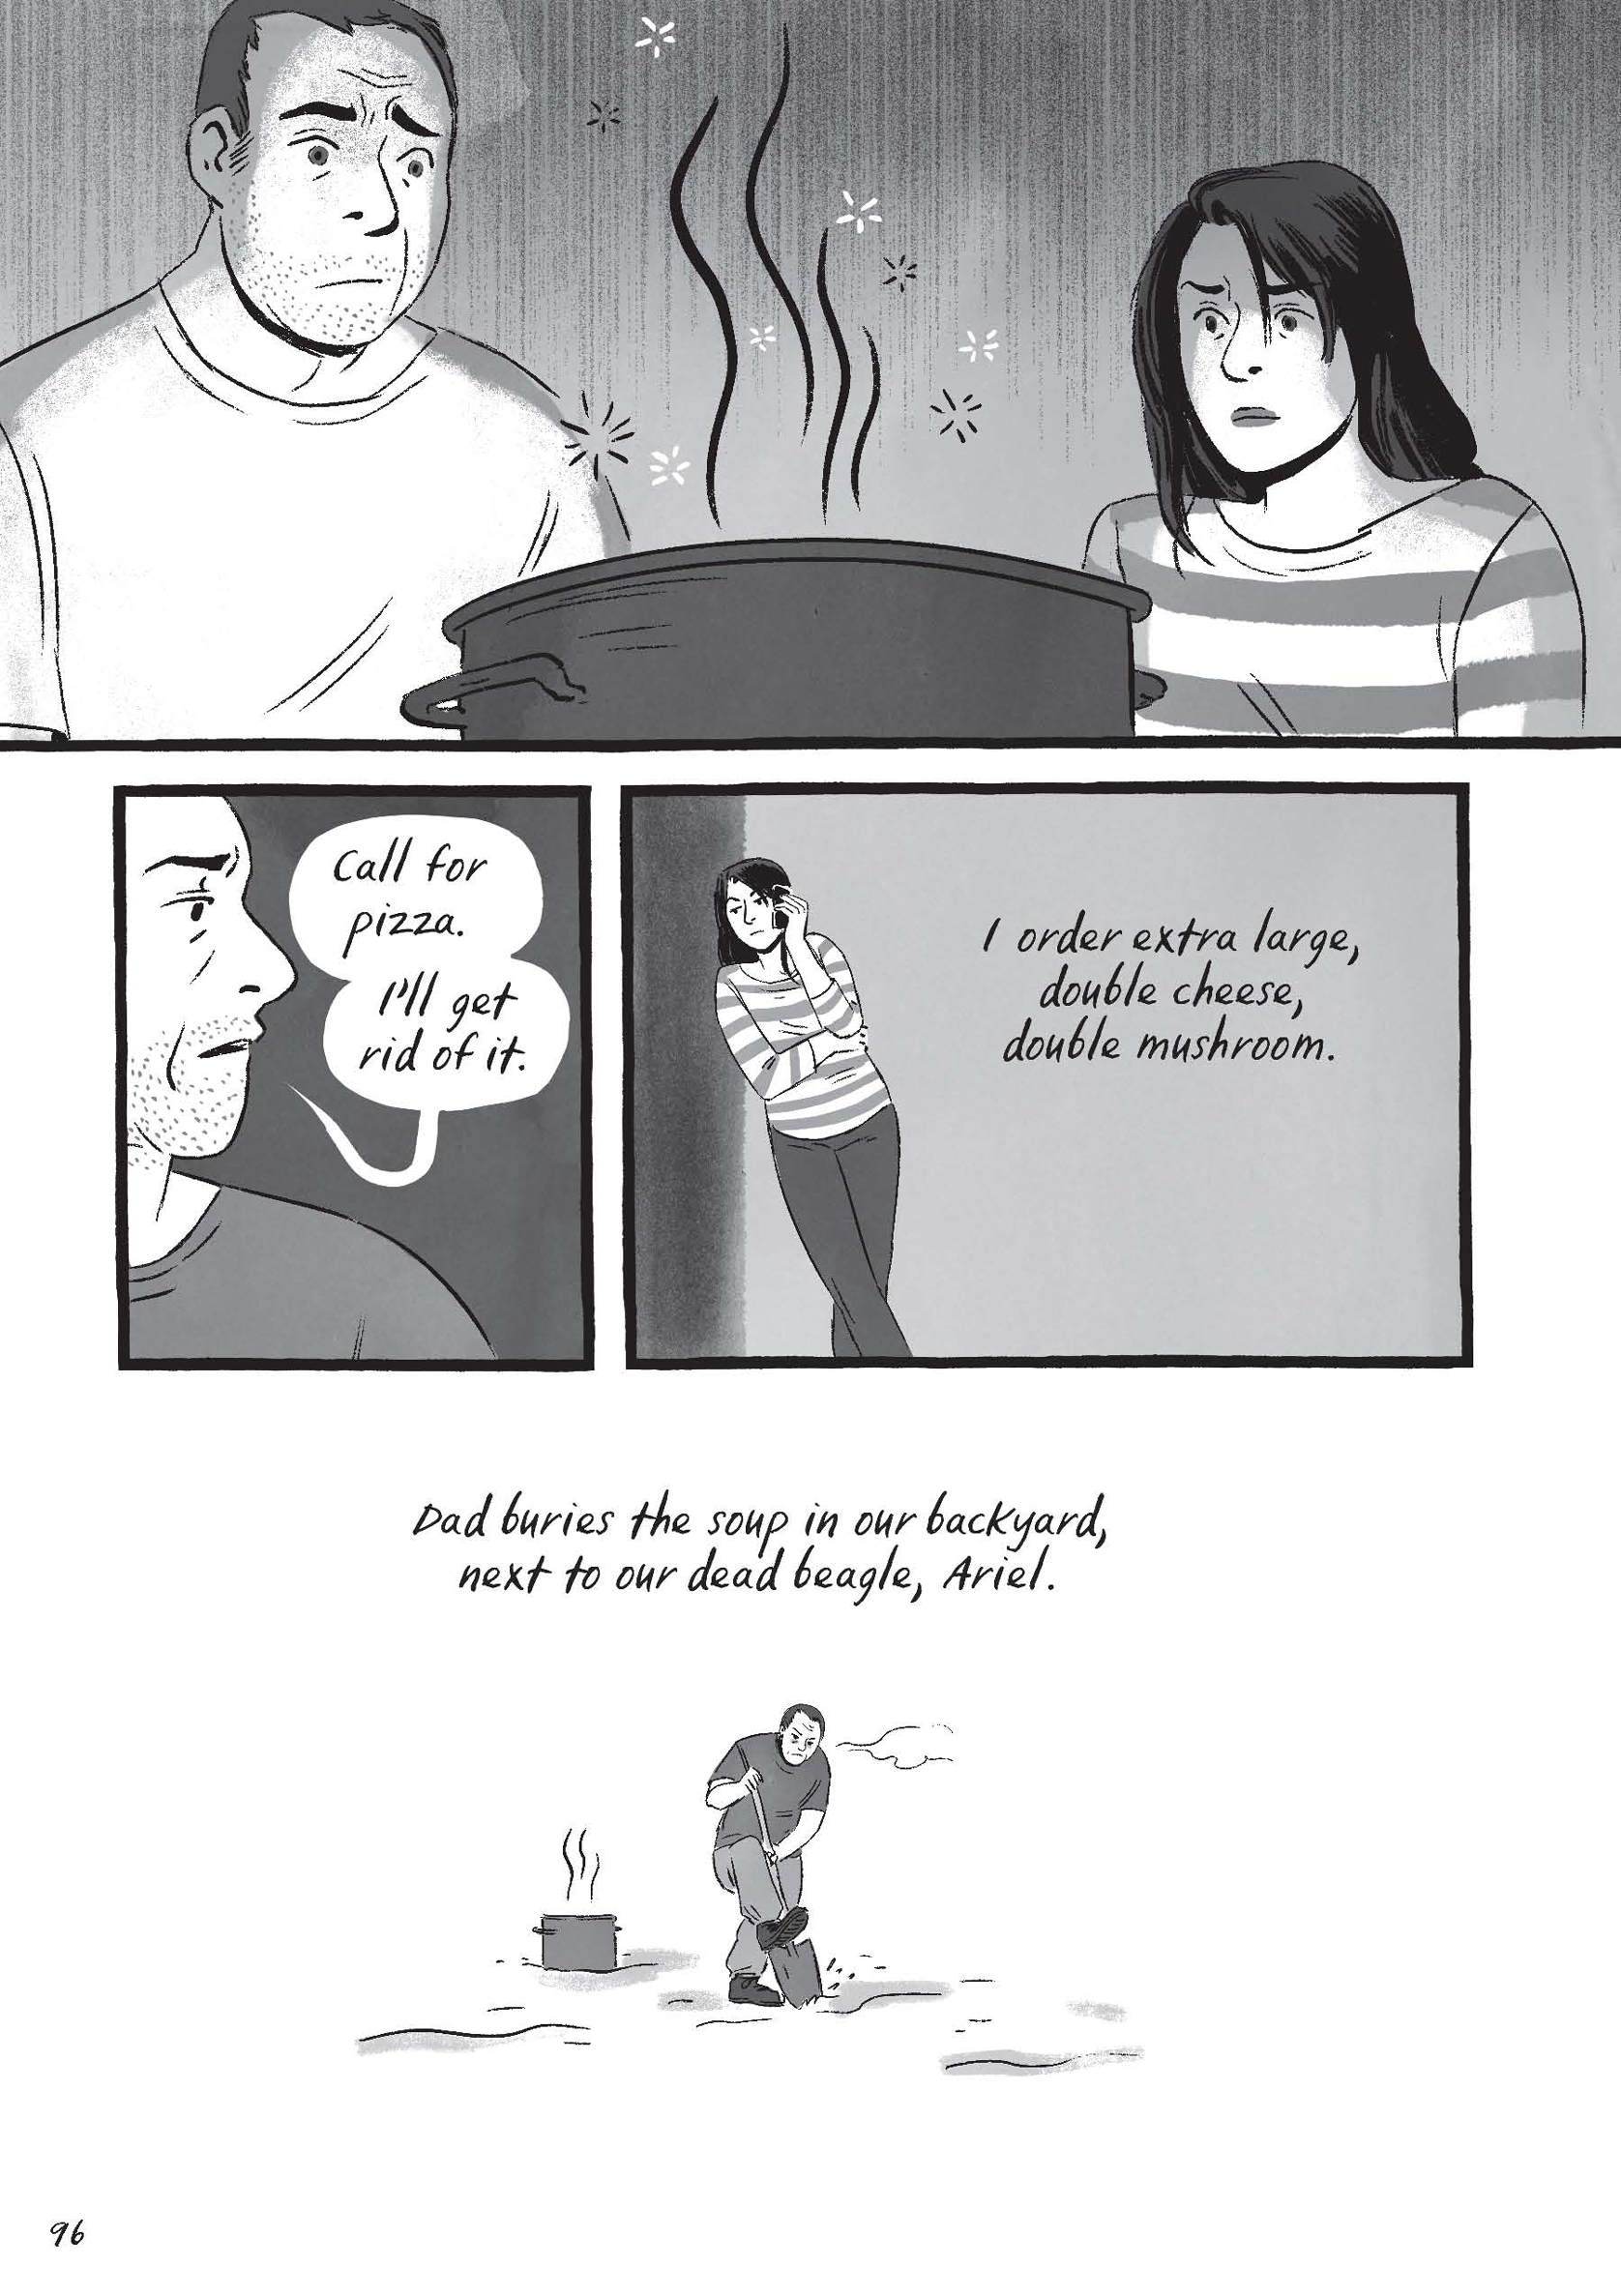 Call for
pizza.
I'll get
rid of it.
I order extra large,
double cheese,
double mushroom.
Dad buries the soup in our backyard,
next to our dead beagle, Ariel.
96